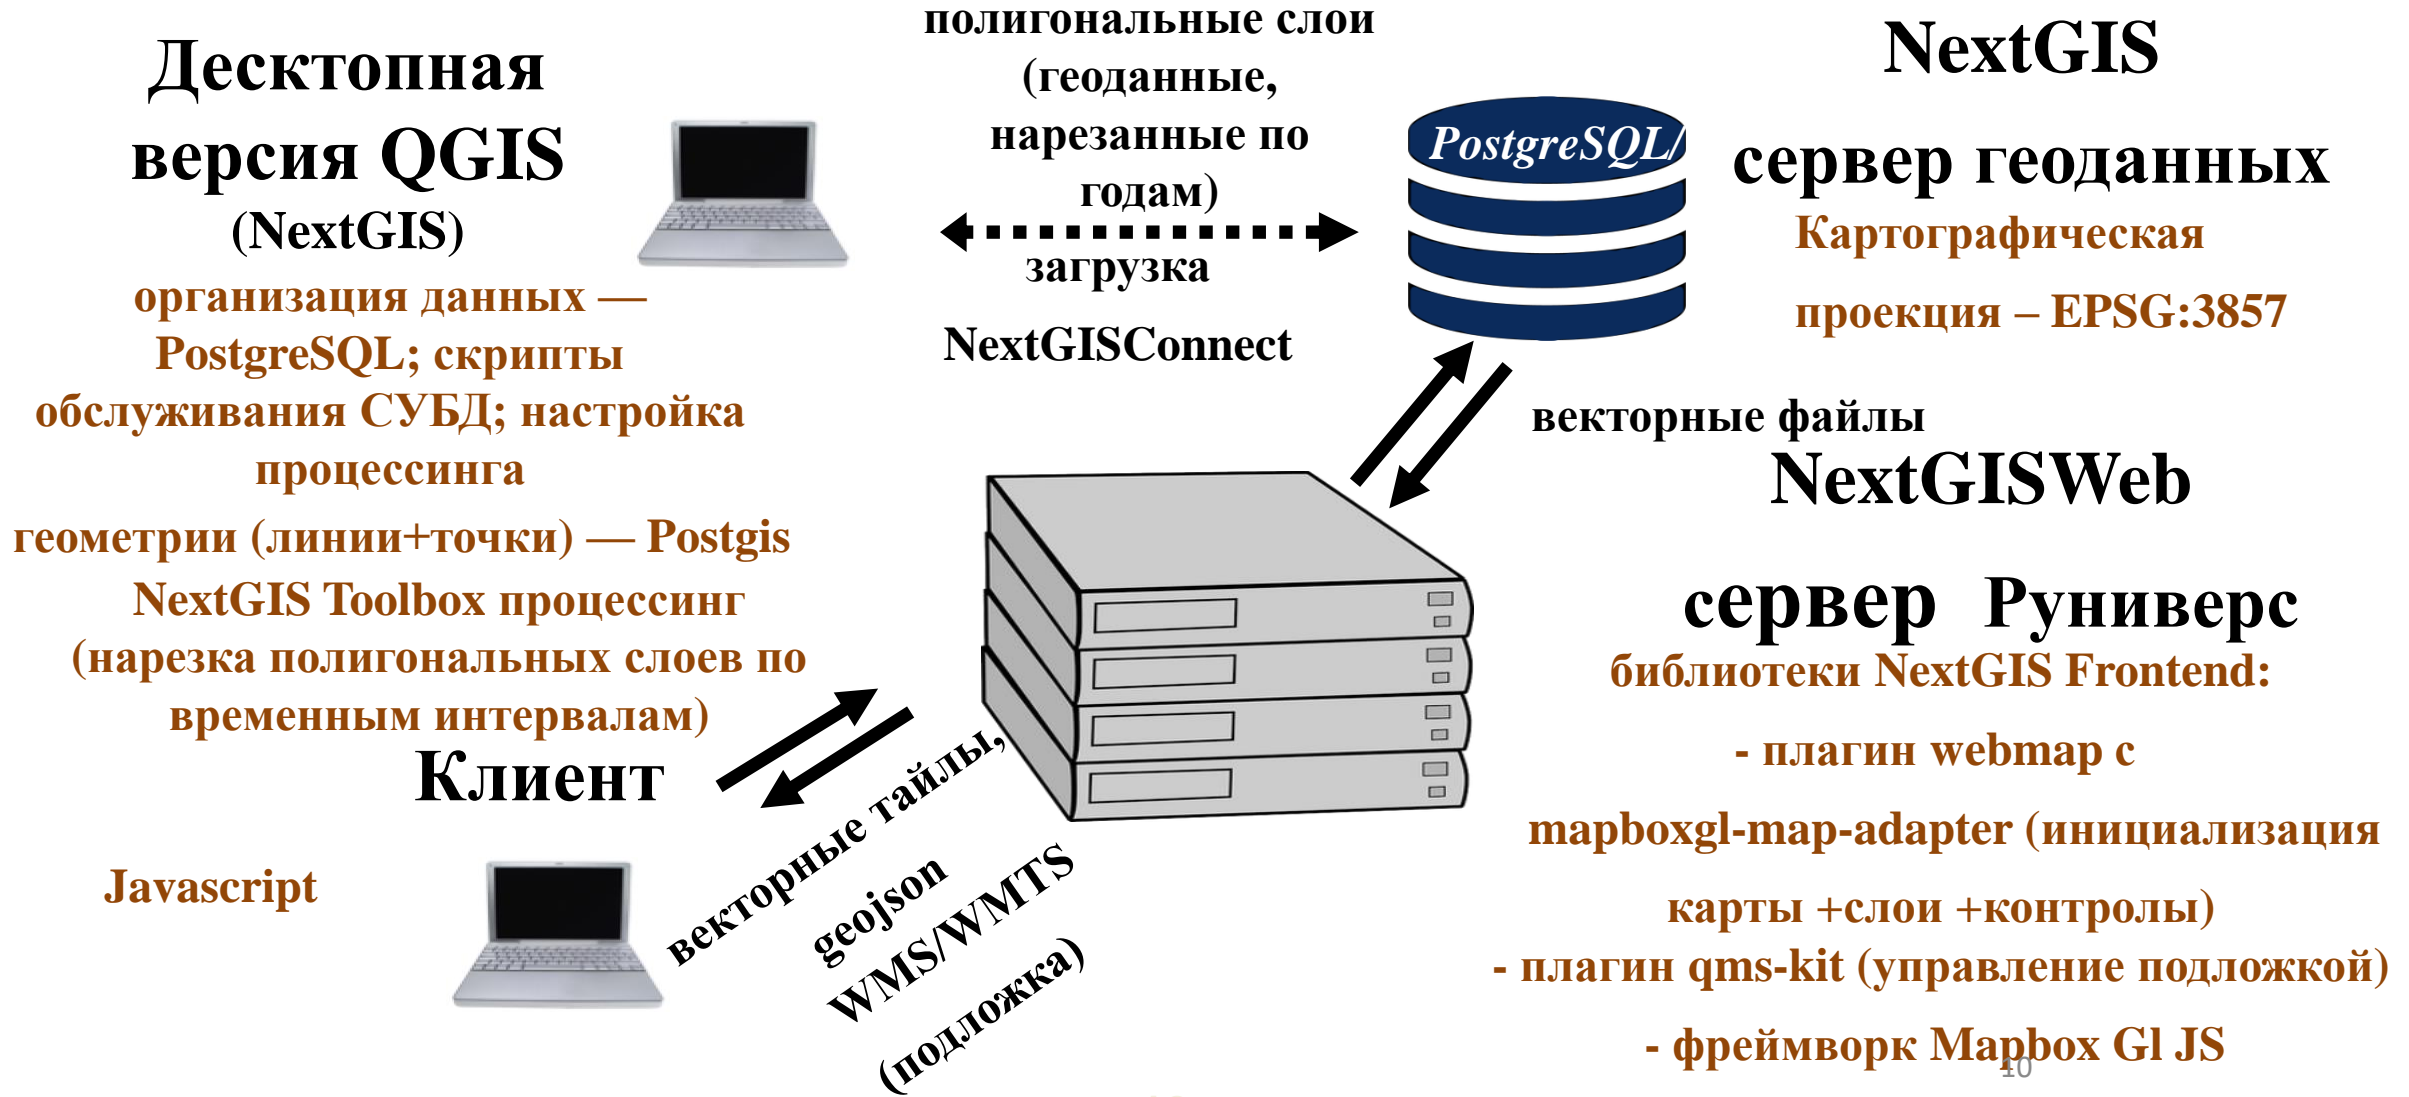 Десктопная
версия QGIS
(NextGIS)
организация данных —
PostgreSQL; скрипты
обслуживания СУБД; настройка
процессинга
геометрии (линии+точки) — Postgis
NextGIS Toolbox процессинг
(нарезка полигональных слоев по
временным интервалам)
полигональные слои
(геоданные,
нарезанные по
годам)
загрузка
NextGISConnect
PostgreSQL/
NextGIS
сервер геоданных
Картографическая
проекция – EPSG:3857
векторные файлы
NextGISWeb
сервер Руниверс
библиотеки NextGIS Frontend:
- плагин webmap с
mapboxgl-map-adapter (инициализация
карты +слои +контролы)
- плагин qms-kit (управление подложкой)
- фреймворк Mapbox Gl JS
Клиент
Javascript
векторные тайлы,
geojson
WMS/WMTS
(подложка)
10